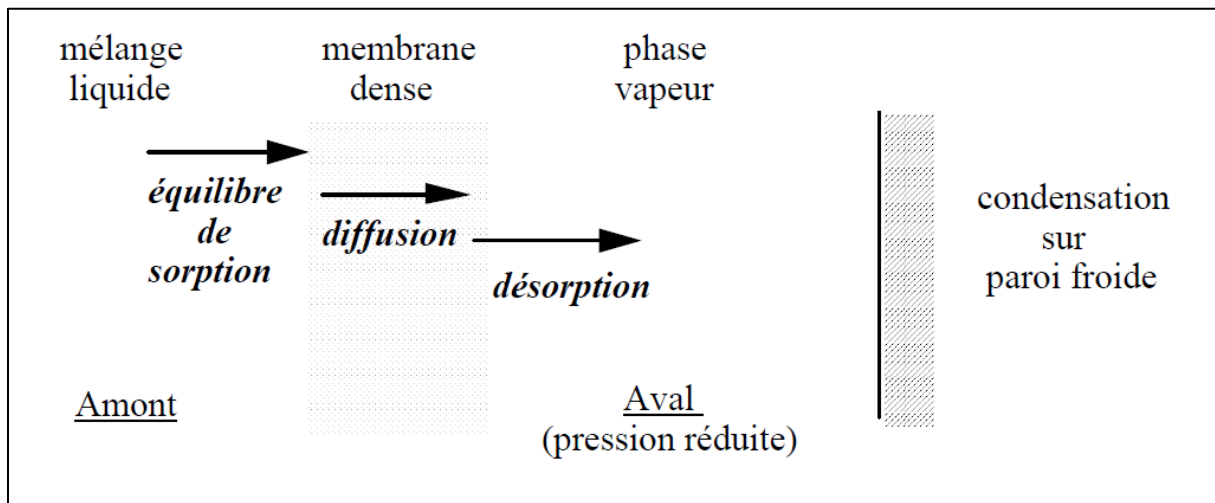 mélange
liquide
membrane
dense
phase
vapeur
équilibre
de
sorption
diffusion
désorption
condensation
sur
paroi froide
Amont
Aval
(pression réduite)